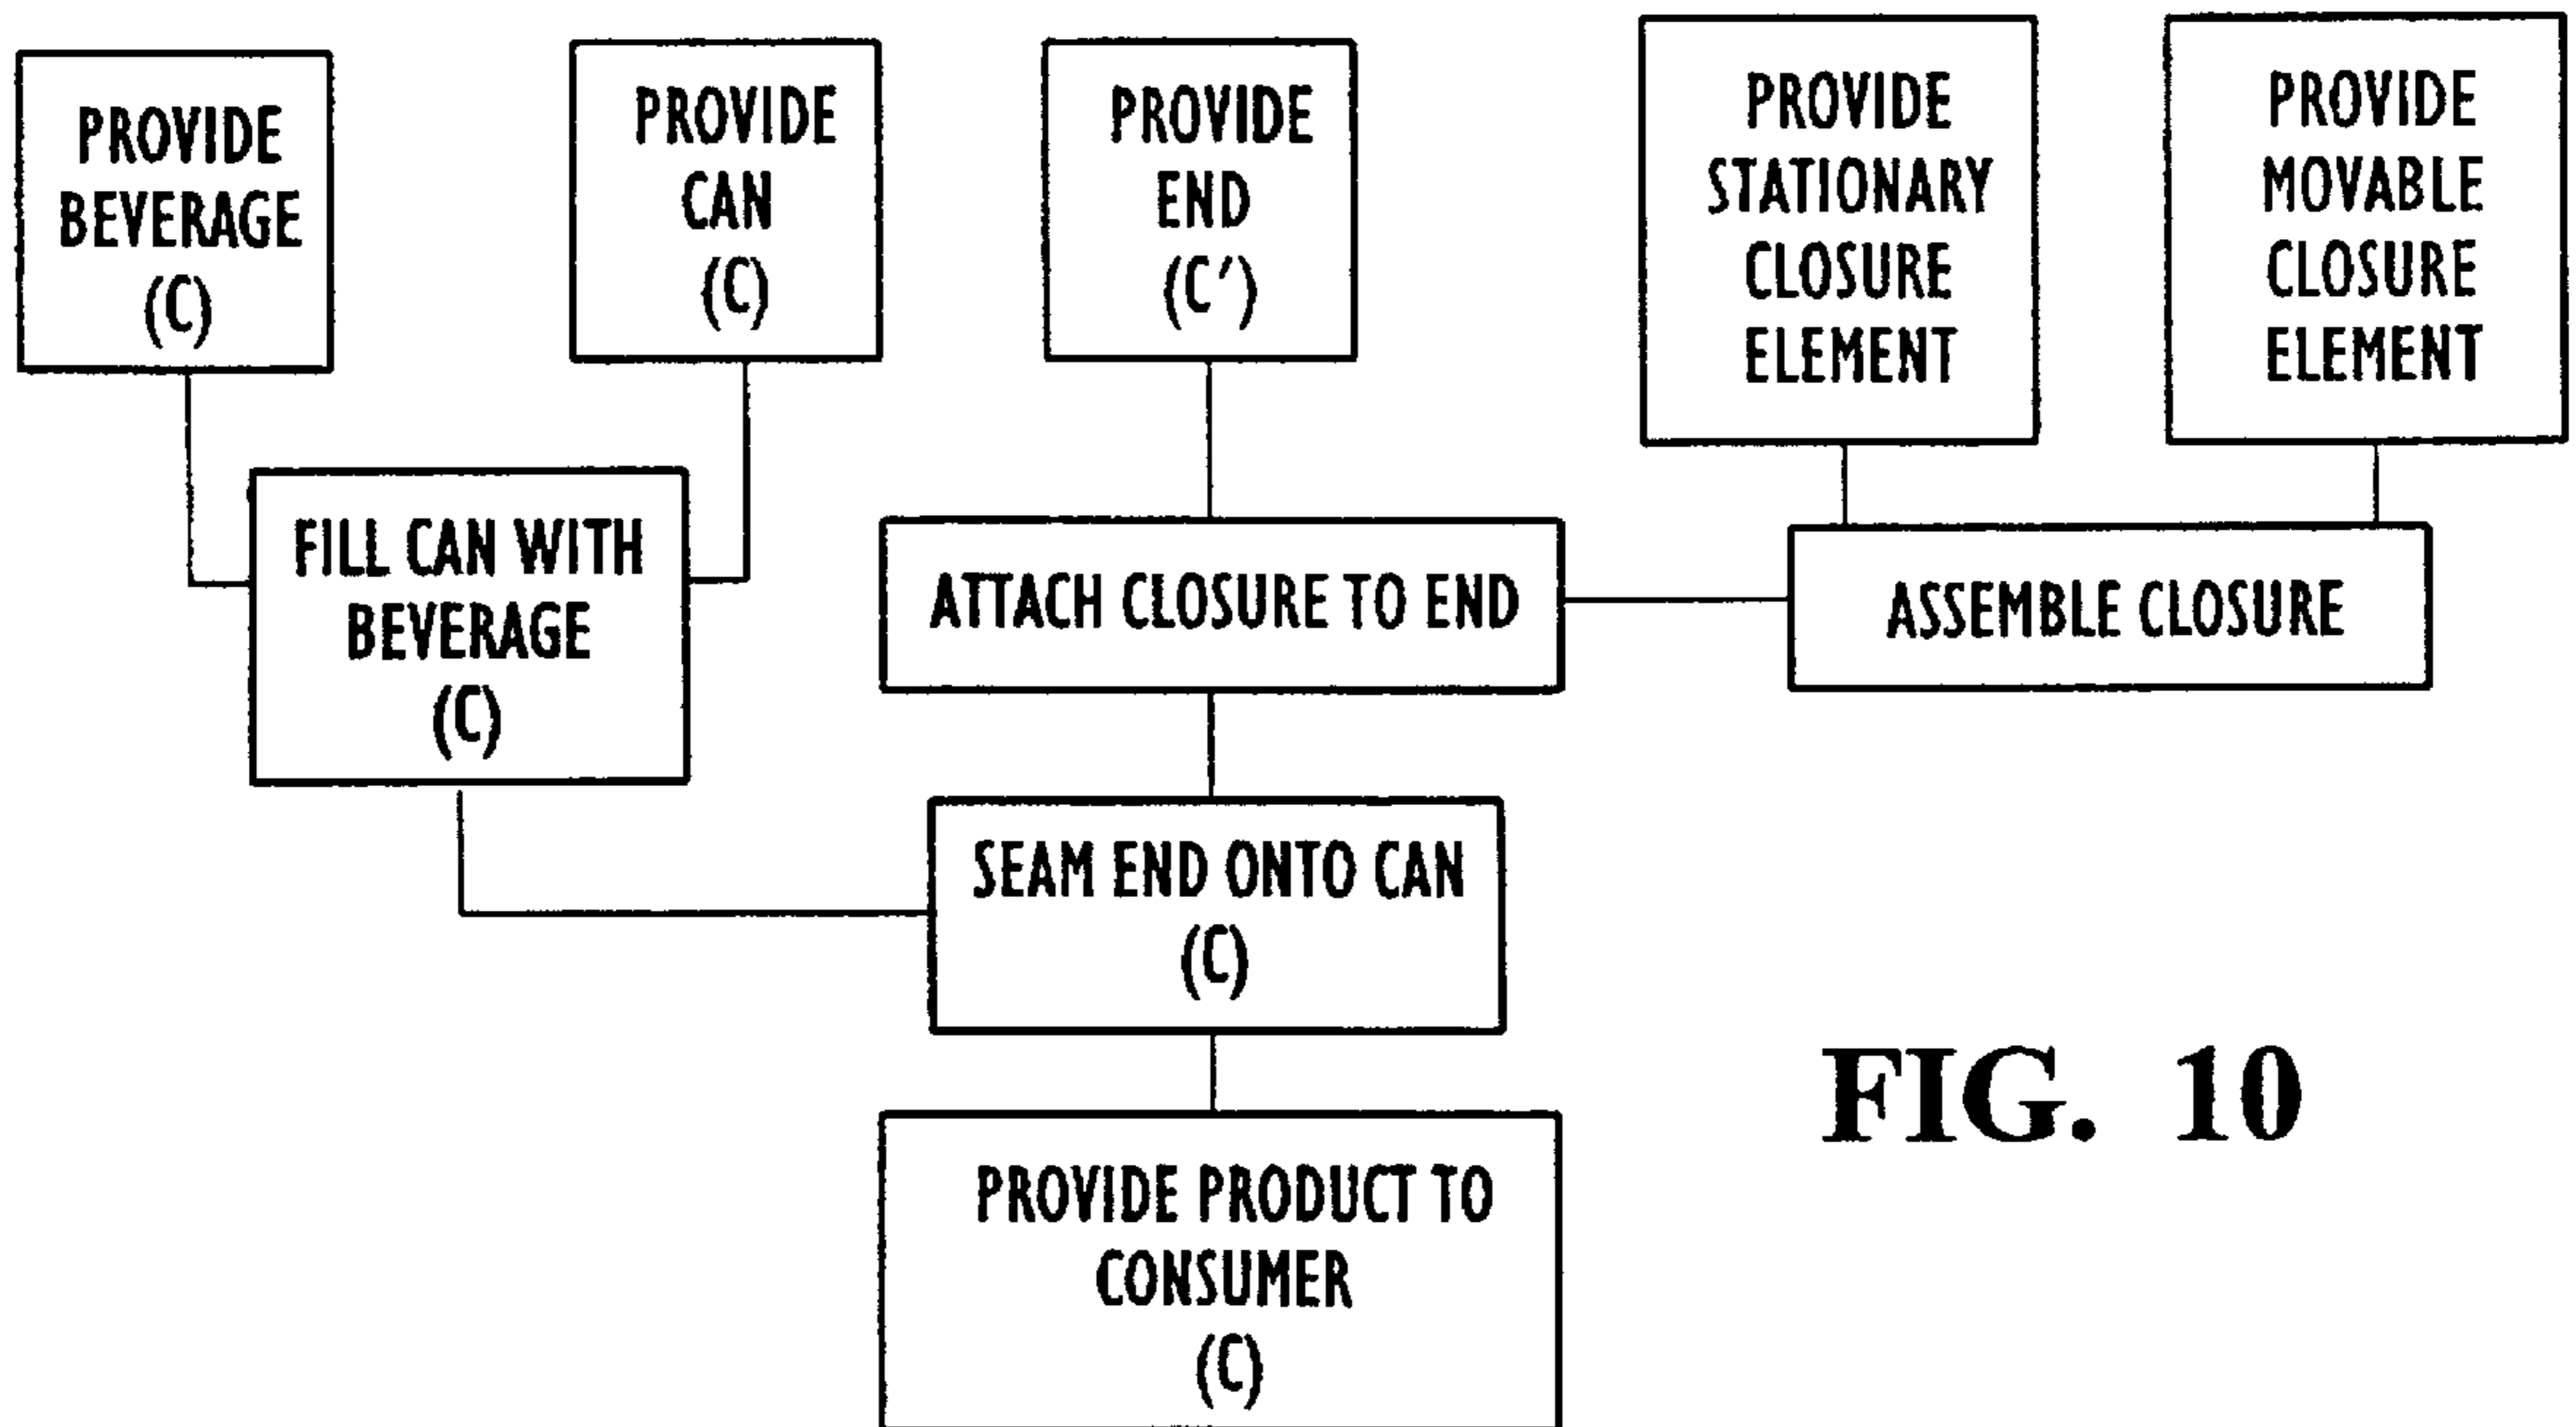 PROVIDE
BEVERAGE
(C)
PROVIDE
CAN
(C)
PROVIDE
END
(C′)
PROVIDE
STATIONARY
CLOSURE
ELEMENT
PROVIDE
MOVABLE
CLOSURE
ELEMENT
FILL CAN WITH
BEVERAGE
(C)
ATTACH CLOSURE TO END
ASSEMBLE CLOSURE
SEAM END ONTO CAN
(C)
PROVIDE PRODUCT TO
CONSUMER
(C)
FIG. 10